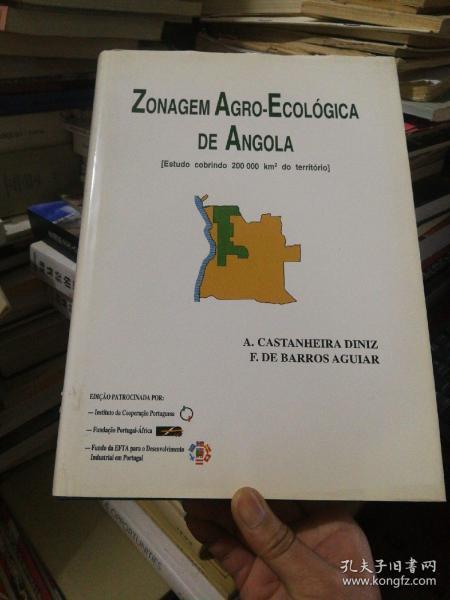 ZONAGEM AGRO-ECOLÓGICA
DE ANGOLA
[Estudo cobrindo 200 000 km² do território]
A. CASTANHEIRA DINIZ
F. DE BARROS AGUIAR
EDIÇÃO PATROCINADA POR:
— Instituto da Cooperação Portuguesa
— Fundação Portugal-África
— Fundo da EFTA para o Desenvolvimento
Industrial em Portugal
OPPORTUNITIES
孔夫子旧书网
www.kongfz.com